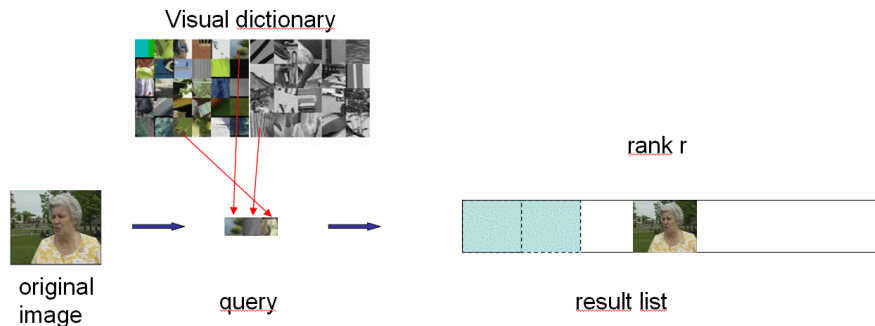 Visual dictionary
rank r
original
image
query
result list